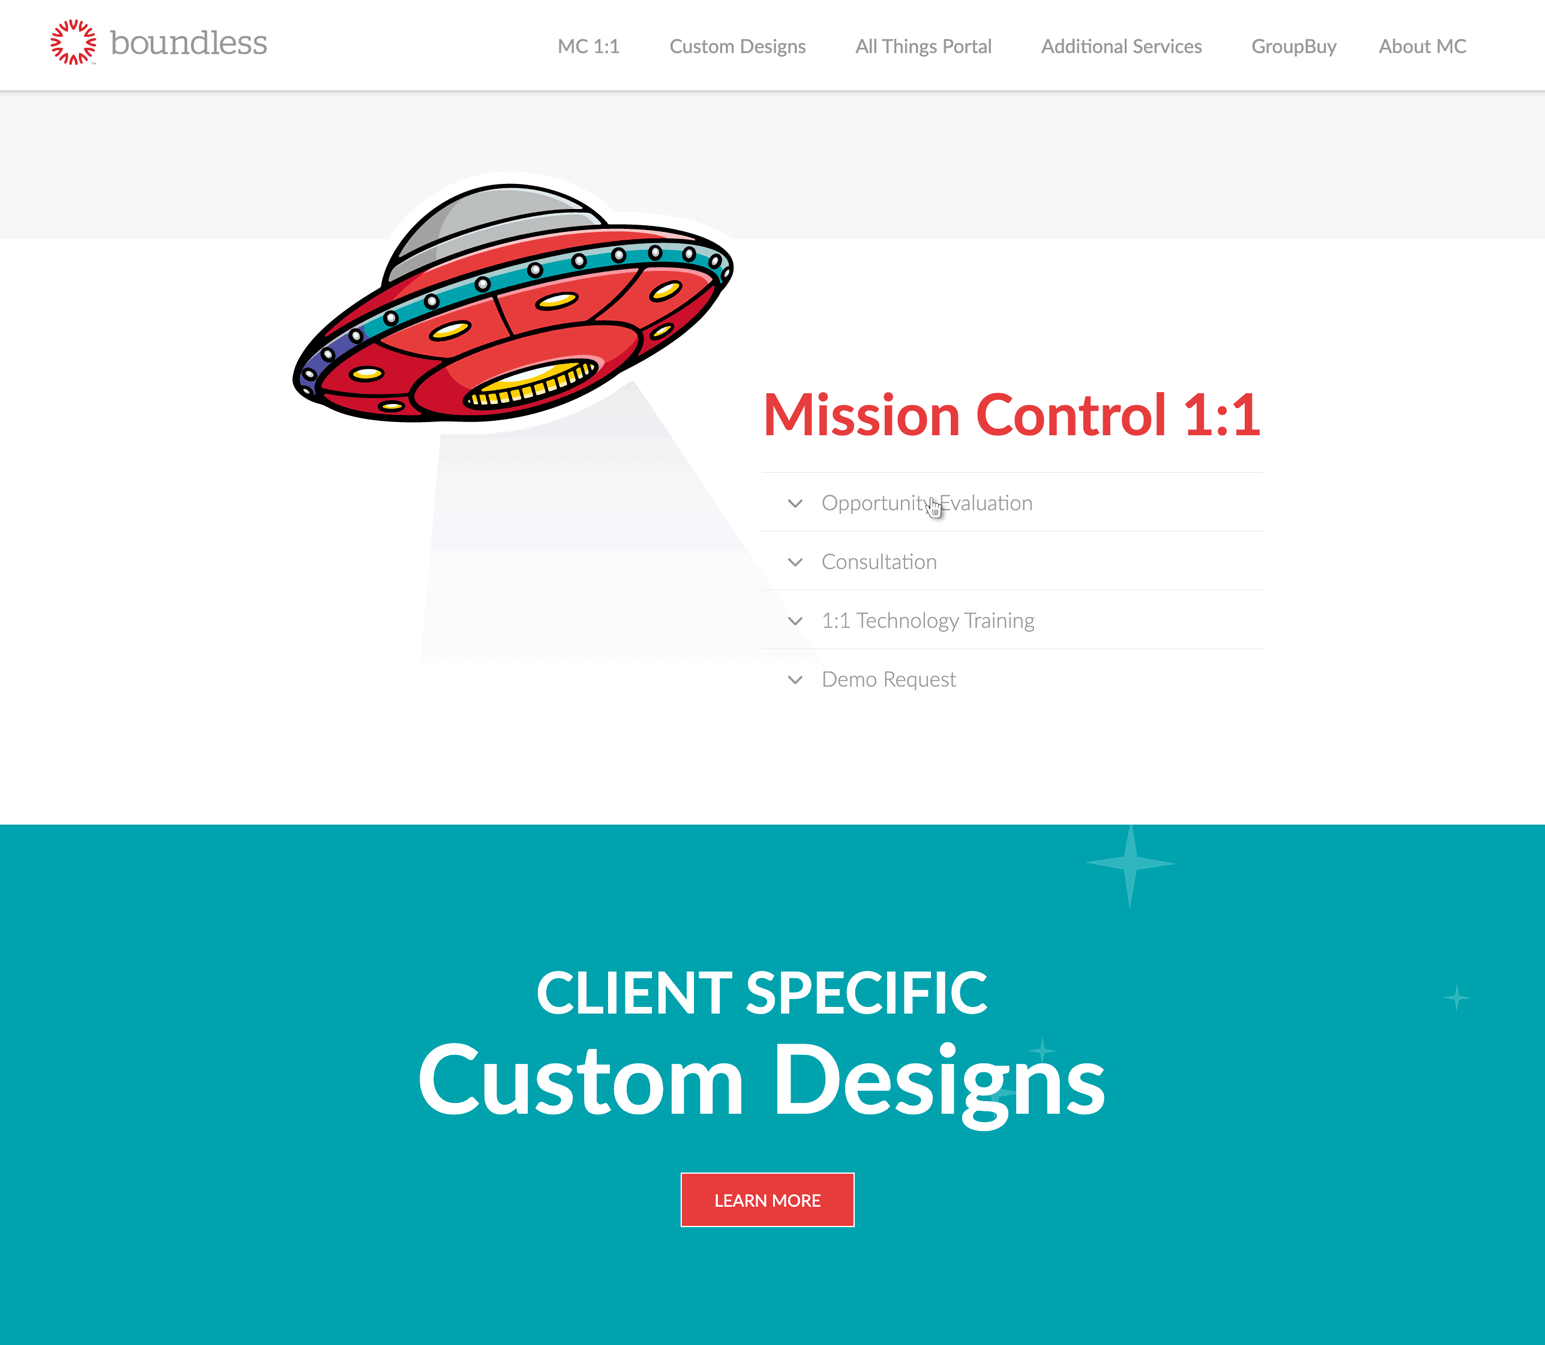 boundless
MC 1:1
Custom Designs
All Things Portal
Additional Services
GroupBuy
About MC
Mission Control 1:1
Opportunity Evaluation
Consultation
1:1 Technology Training
Demo Request
CLIENT SPECIFIC
Custom Designs
LEARN MORE